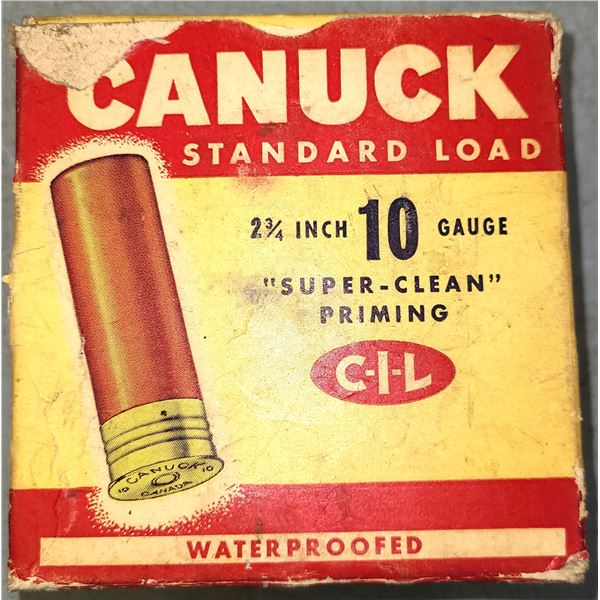 CANUCK
STANDARD LOAD
2¾ INCH 10 GAUGE
"SUPER-CLEAN"
PRIMING
C-I-L
CANUCK
10 10
CANADA
WATERPROOFED